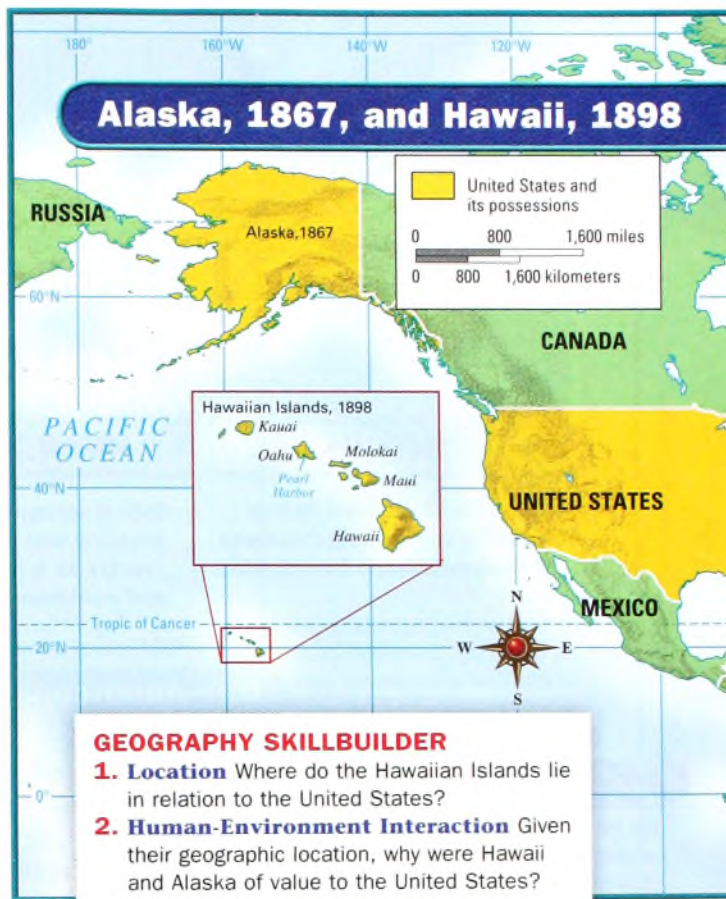 180°
160°W
140°W
120°W
Alaska, 1867, and Hawaii, 1898
United States and
its possessions
0 800 1,600 miles
0 800 1,600 kilometers
RUSSIA
Alaska,1867
60°N
CANADA
Hawaiian Islands, 1898
Kauai
Oahu
Molokai
Pearl
Harbor
Maui
Hawaii
PACIFIC
OCEAN
40°N
UNITED STATES
MEXICO
Tropic of Cancer
20°N
N
W E
S
0°
GEOGRAPHY SKILLBUILDER
1. Location Where do the Hawaiian Islands lie
in relation to the United States?
2. Human-Environment Interaction Given
their geographic location, why were Hawaii
and Alaska of value to the United States?